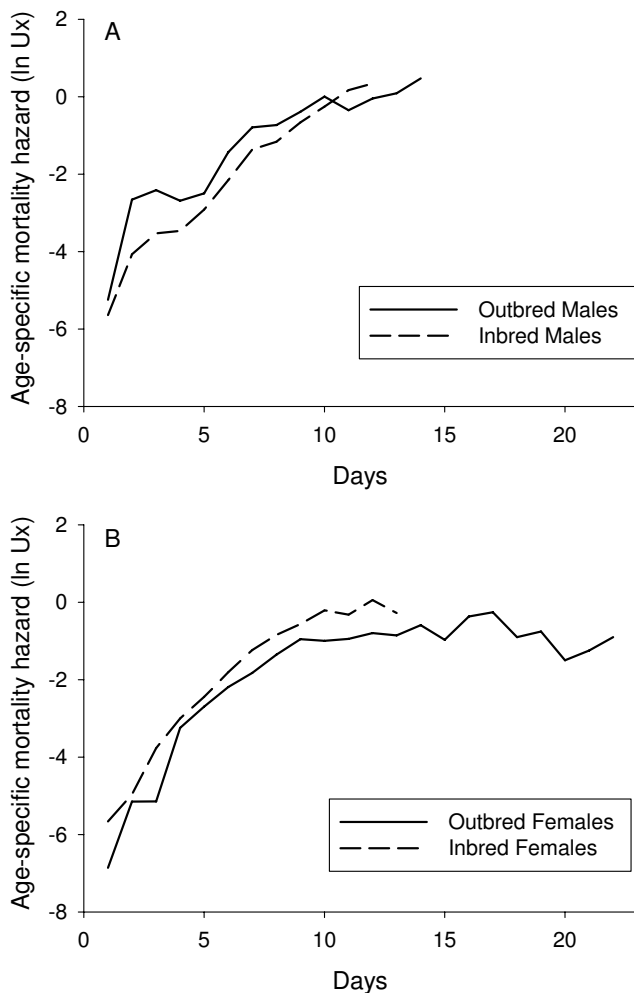 2
A
0
-2
-4
-6
-8
Age-specific mortality hazard (ln Ux)
Outbred Males
Inbred Males
0 5 10 15 20
Days
2
B
0
-2
-4
-6
-8
Age-specific mortality hazard (ln Ux)
Outbred Females
Inbred Females
0 5 10 15 20
Days